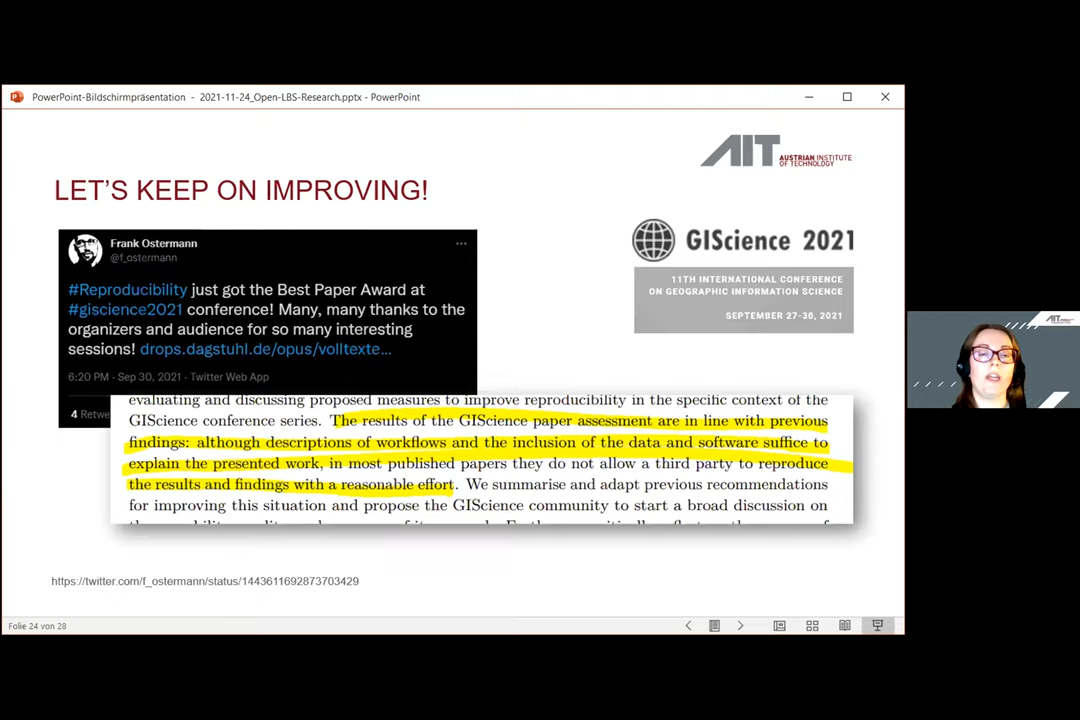 PowerPoint-Bildschirmpräsentation - 2021-11-24_Open-LBS-Research.pptx - PowerPoint
AIT AUSTRIAN INSTITUTE
OF TECHNOLOGY
LET'S KEEP ON IMPROVING!
Frank Ostermann
@f_ostermann
#Reproducibility just got the Best Paper Award at
#giscience2021 conference! Many, many thanks to the
organizers and audience for so many interesting
sessions! drops.dagstuhl.de/opus/volltexte...
6:20 PM · Sep 30, 2021 · Twitter Web App
4 Retwe
GIScience 2021
11TH INTERNATIONAL CONFERENCE
ON GEOGRAPHIC INFORMATION SCIENCE
SEPTEMBER 27-30, 2021
evaluating and discussing proposed measures to improve reproducibility in the specific context of the
GIScience conference series. The results of the GIScience paper assessment are in line with previous
findings: although descriptions of workflows and the inclusion of the data and software suffice to
explain the presented work, in most published papers they do not allow a third party to reproduce
the results and findings with a reasonable effort. We summarise and adapt previous recommendations
for improving this situation and propose the GIScience community to start a broad discussion on
https://twitter.com/f_ostermann/status/1443611692873703429
Folie 24 von 28
AIT